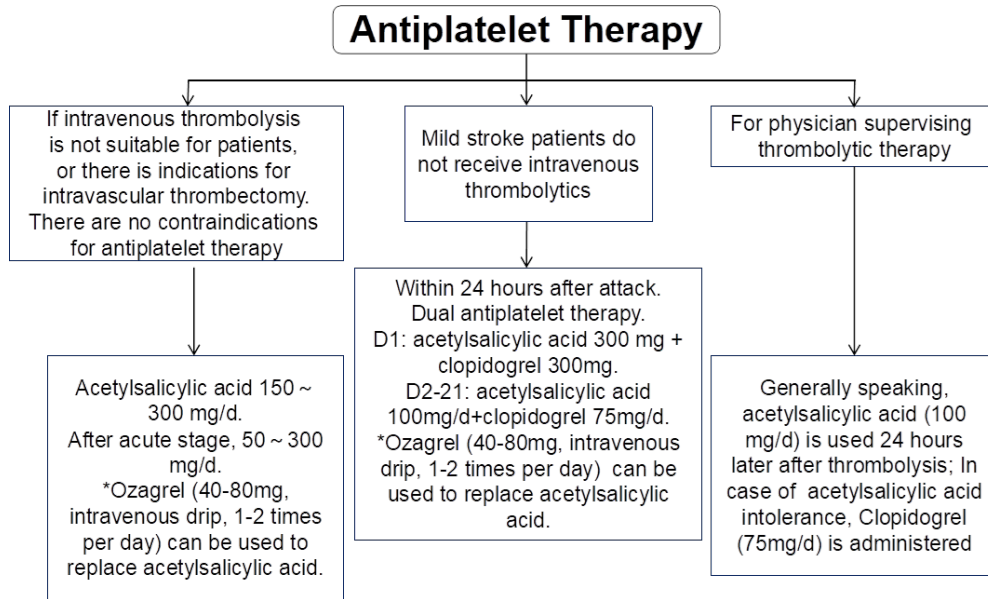 Antiplatelet Therapy
If intravenous thrombolysis
is not suitable for patients,
or there is indications for
intravascular thrombectomy.
There are no contraindications
for antiplatelet therapy
Mild stroke patients do
not receive intravenous
thrombolytics
For physician supervising
thrombolytic therapy
Acetylsalicylic acid 150 ~
300 mg/d.
After acute stage, 50 ~ 300
mg/d.
*Ozagrel (40-80mg,
intravenous drip, 1-2 times
per day) can be used to
replace acetylsalicylic acid.
Within 24 hours after attack.
Dual antiplatelet therapy.
D1: acetylsalicylic acid 300 mg +
clopidogrel 300mg.
D2-21: acetylsalicylic acid
100mg/d+clopidogrel 75mg/d.
*Ozagrel (40-80mg, intravenous
drip, 1-2 times per day) can be
used to replace acetylsalicylic
acid.
Generally speaking,
acetylsalicylic acid (100
mg/d) is used 24 hours
later after thrombolysis; In
case of acetylsalicylic acid
intolerance, Clopidogrel
(75mg/d) is administered